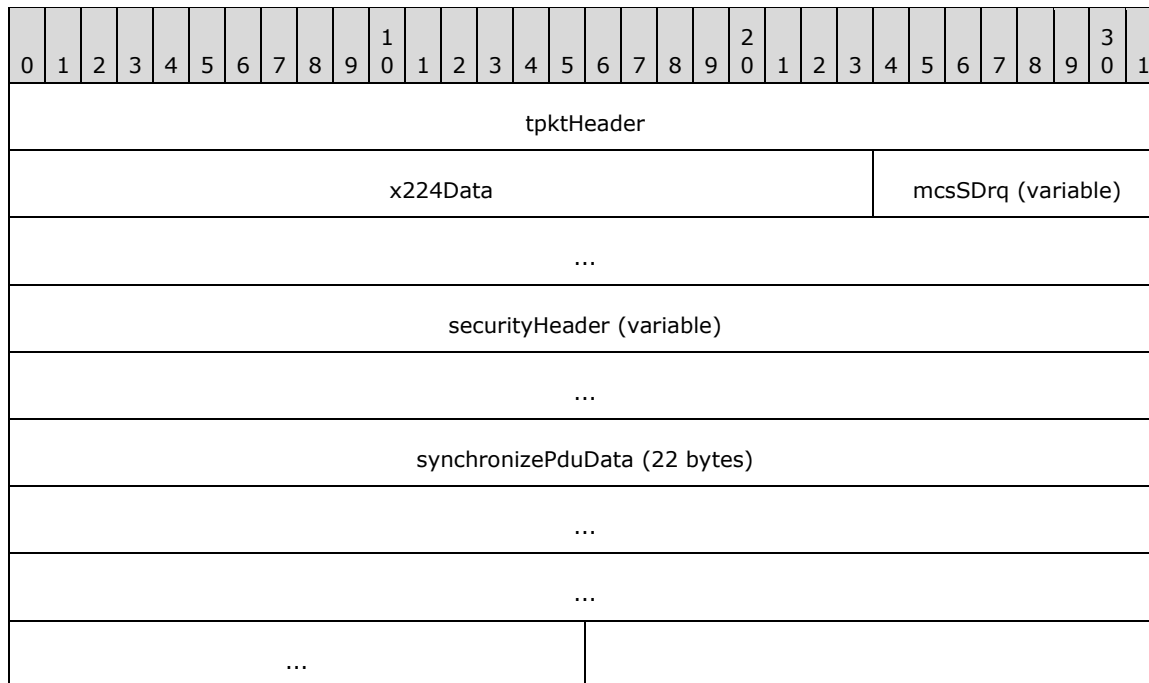 1 2 3
0 1 2 3 4 5 6 7 8 9 0 1 2 3 4 5 6 7 8 9 0 1 2 3 4 5 6 7 8 9 0 1
tpktHeader
x224Data mcsSDrq (variable)
...
securityHeader (variable)
...
synchronizePduData (22 bytes)
...
...
...